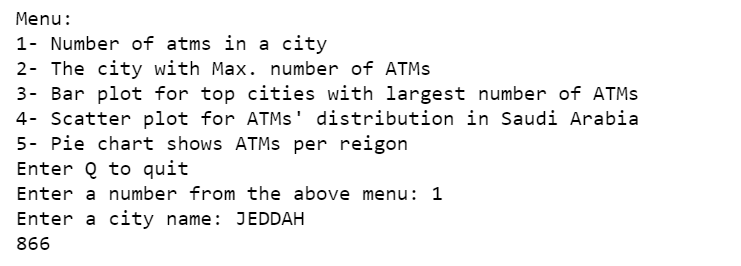 Menu:
1- Number of atms in a city
2- The city with Max. number of ATMs
3- Bar plot for top cities with largest number of ATMs
4- Scatter plot for ATMs' distribution in Saudi Arabia
5- Pie chart shows ATMs per reigon
Enter Q to quit
Enter a number from the above menu: 1
Enter a city name: JEDDAH
866